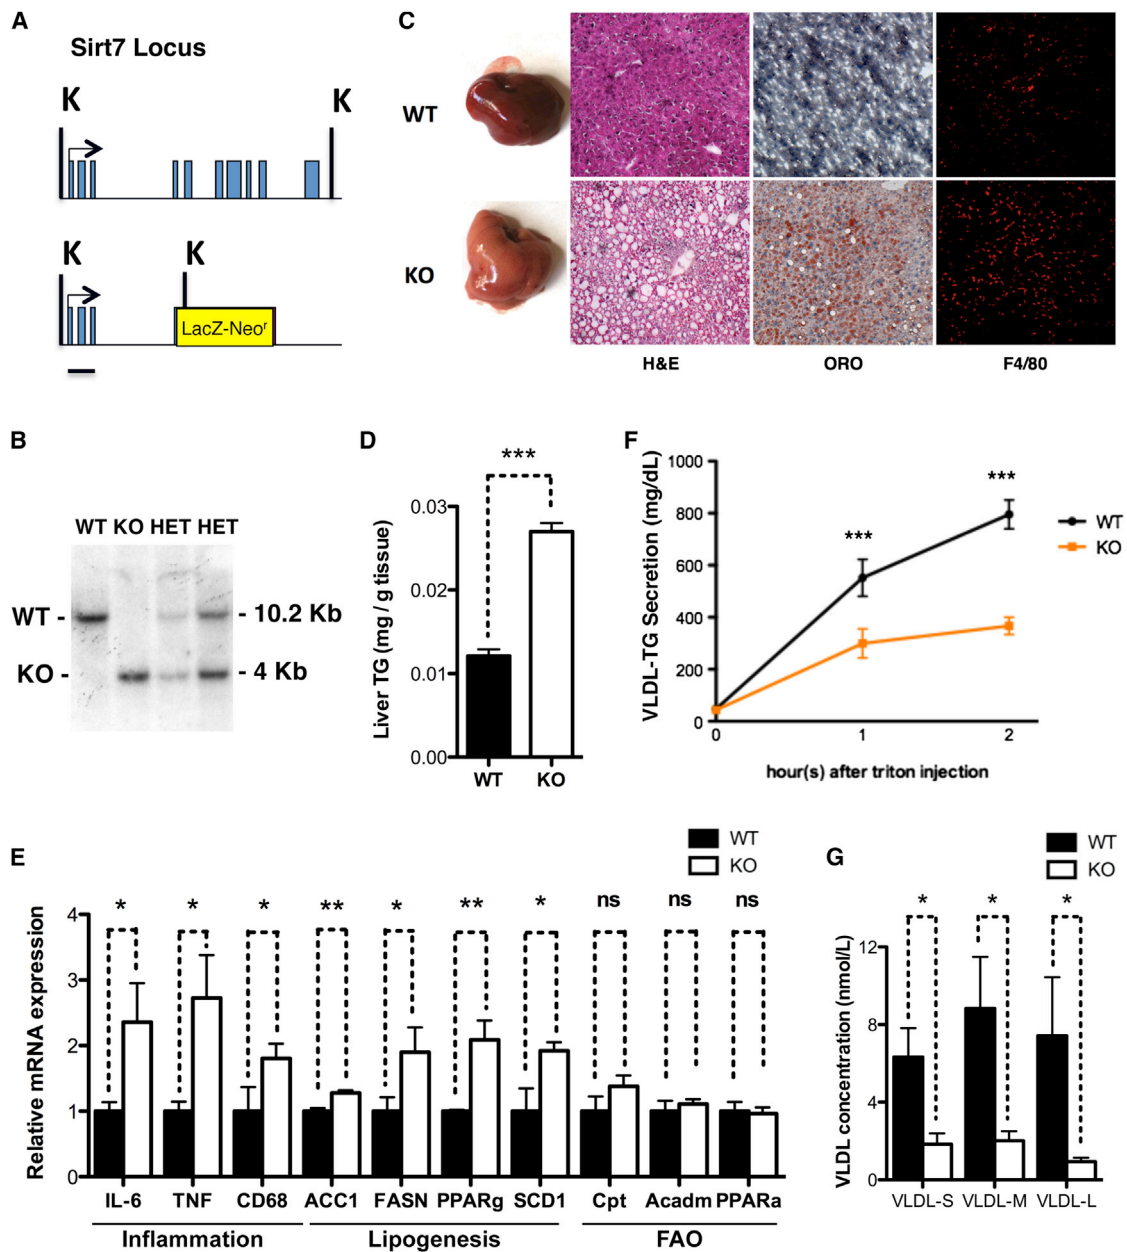 A
Sirt7 Locus
K K
K K
LacZ-Neoʳ
B
WT KO HET HET
WT - - 10.2 Kb
KO - - 4 Kb
C
WT
KO
H&E ORO F4/80
D
***
Liver TG (mg / g tissue)
0.03
0.02
0.01
0.00
WT KO
F
VLDL-TG Secretion (mg/dL)
1000
800
600
400
200
0
*** ***
WT
KO
0 1 2
hour(s) after triton injection
E
WT
KO
Relative mRNA expression
4
3
2
1
0
* * * ** * ** * ns ns ns
IL-6 TNF CD68 ACC1 FASN PPARg SCD1 Cpt Acadm PPARa
Inflammation Lipogenesis FAO
G
WT
KO
VLDL concentration (nmol/L)
12
8
4
0
* * *
VLDL-S VLDL-M VLDL-L